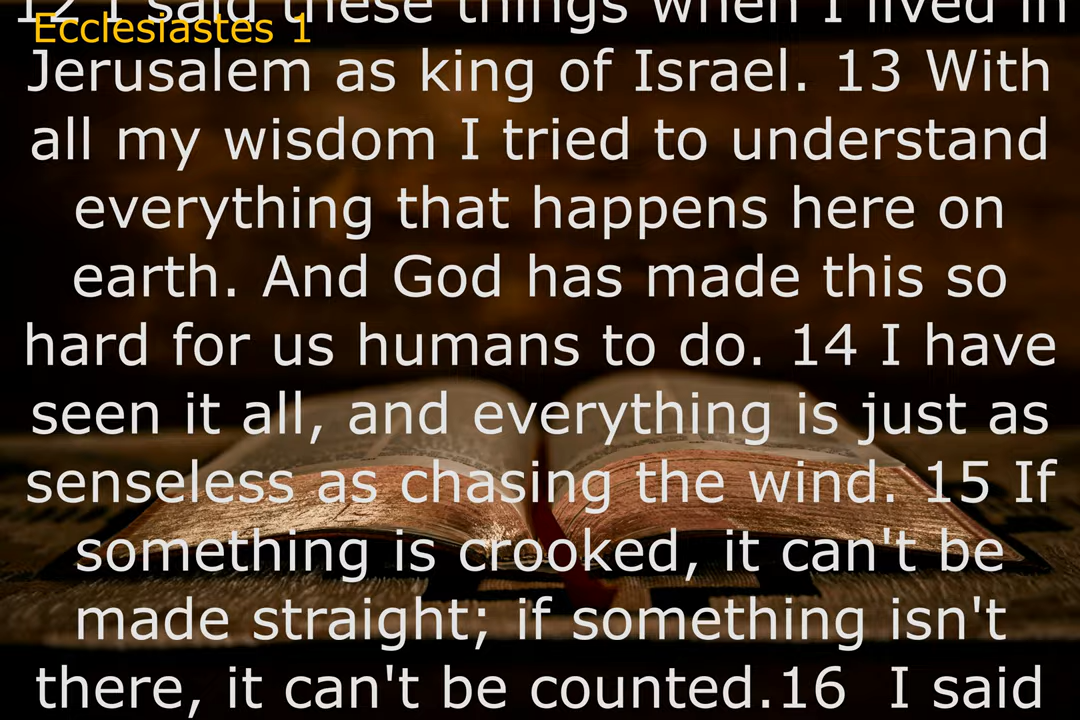 12 I said these things when I lived in
Ecclesiastes 1
Jerusalem as king of Israel. 13 With
all my wisdom I tried to understand
everything that happens here on
earth. And God has made this so
hard for us humans to do. 14 I have
seen it all, and everything is just as
senseless as chasing the wind. 15 If
something is crooked, it can't be
made straight; if something isn't
there, it can't be counted.16  I said